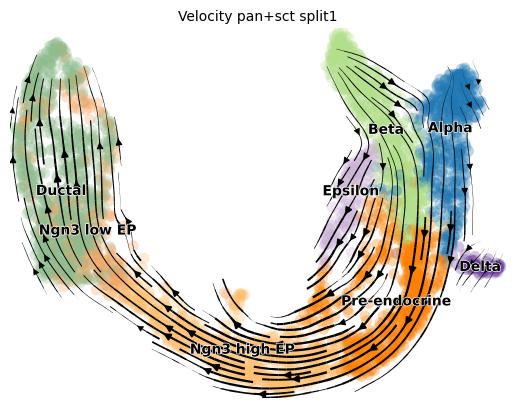 Velocity pan+sct split1
Beta
Alpha
Ductal
Epsilon
Ngn3 low EP
Delta
Pre-endocrine
Ngn3 high EP